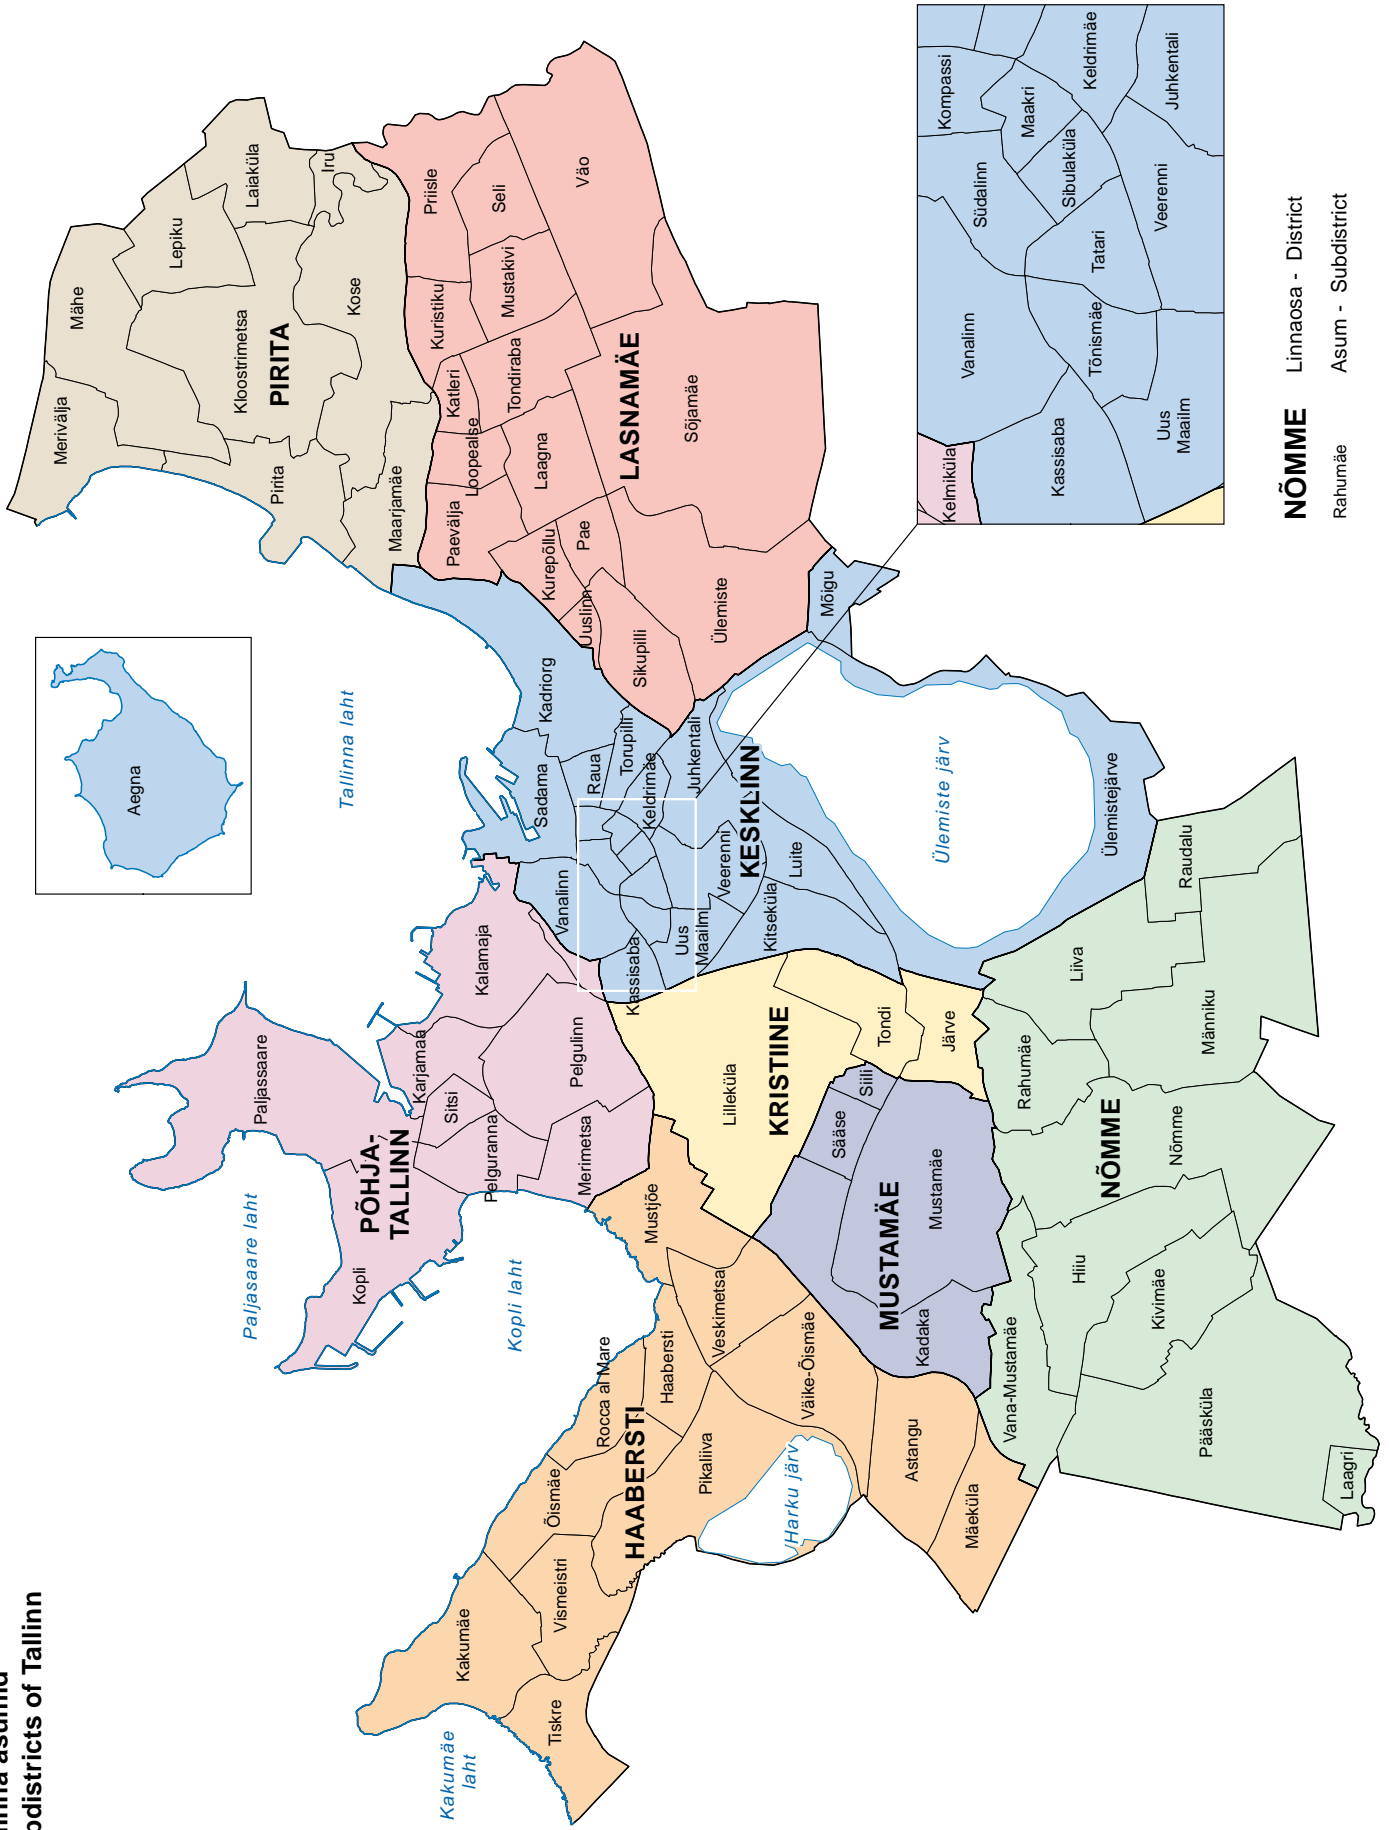 inna asumid
bdistricts of Tallinn
Kakumäe
laht
Tiskre
Kakumäe
Vismeistri
Õismäe
Rocca al Mare
HAABERSTI
Haabersti
Pikaliiva
Harku järv
Veskimetsa
Väike-Õismäe
Mustjõe
Astangu
Mäeküla
Paljasaare laht
Kopli laht
Kopli
PÕHJA-
TALLINN
Paljassaare
Karjamaa
Sitsi
Pelguranna
Merimetsa
Pelgulinn
Kalamaja
Lilleküla
KRISTIINE
Tondi
Järve
Siili
Sääse
MUSTAMÄE
Mustamäe
Kadaka
Vana-Mustamäe
Hiiu
Kivimäe
Pääsküla
Laagri
NÕMME
Nõmme
Rahumäe
Liiva
Männiku
Raudalu
Aegna
Tallinna laht
Vanalinn
Sadama
Kadriorg
Raua
Torupilli
Keldrimäe
Juhkentali
KESKLINN
Veerenni
Kassisaba
Uus
Maailm
Kitseküla
Luite
Ülemiste järv
Ülemistejärve
Mõigu
Merivälja
Mähe
Lepiku
Laiaküla
Iru
Kloostrimetsa
PIRITA
Kose
Pirita
Maarjamäe
Priisle
Seli
Väo
Kuristiku
Mustakivi
Katleri
Tondiraba
Loopealse
Laagna
Paevälja
LASNAMÄE
Sõjamäe
Kurepõllu
Pae
Uuslinn
Sikupilli
Ülemiste
Kelmiküla
Vanalinn
Südalinn
Kompassi
Maakri
Keldrimäe
Juhkentali
Sibulaküla
Tatari
Veerenni
Tõnismäe
Kassisaba
Uus
Maailm
NÕMME Linnaosa - District
Rahumäe Asum - Subdistrict